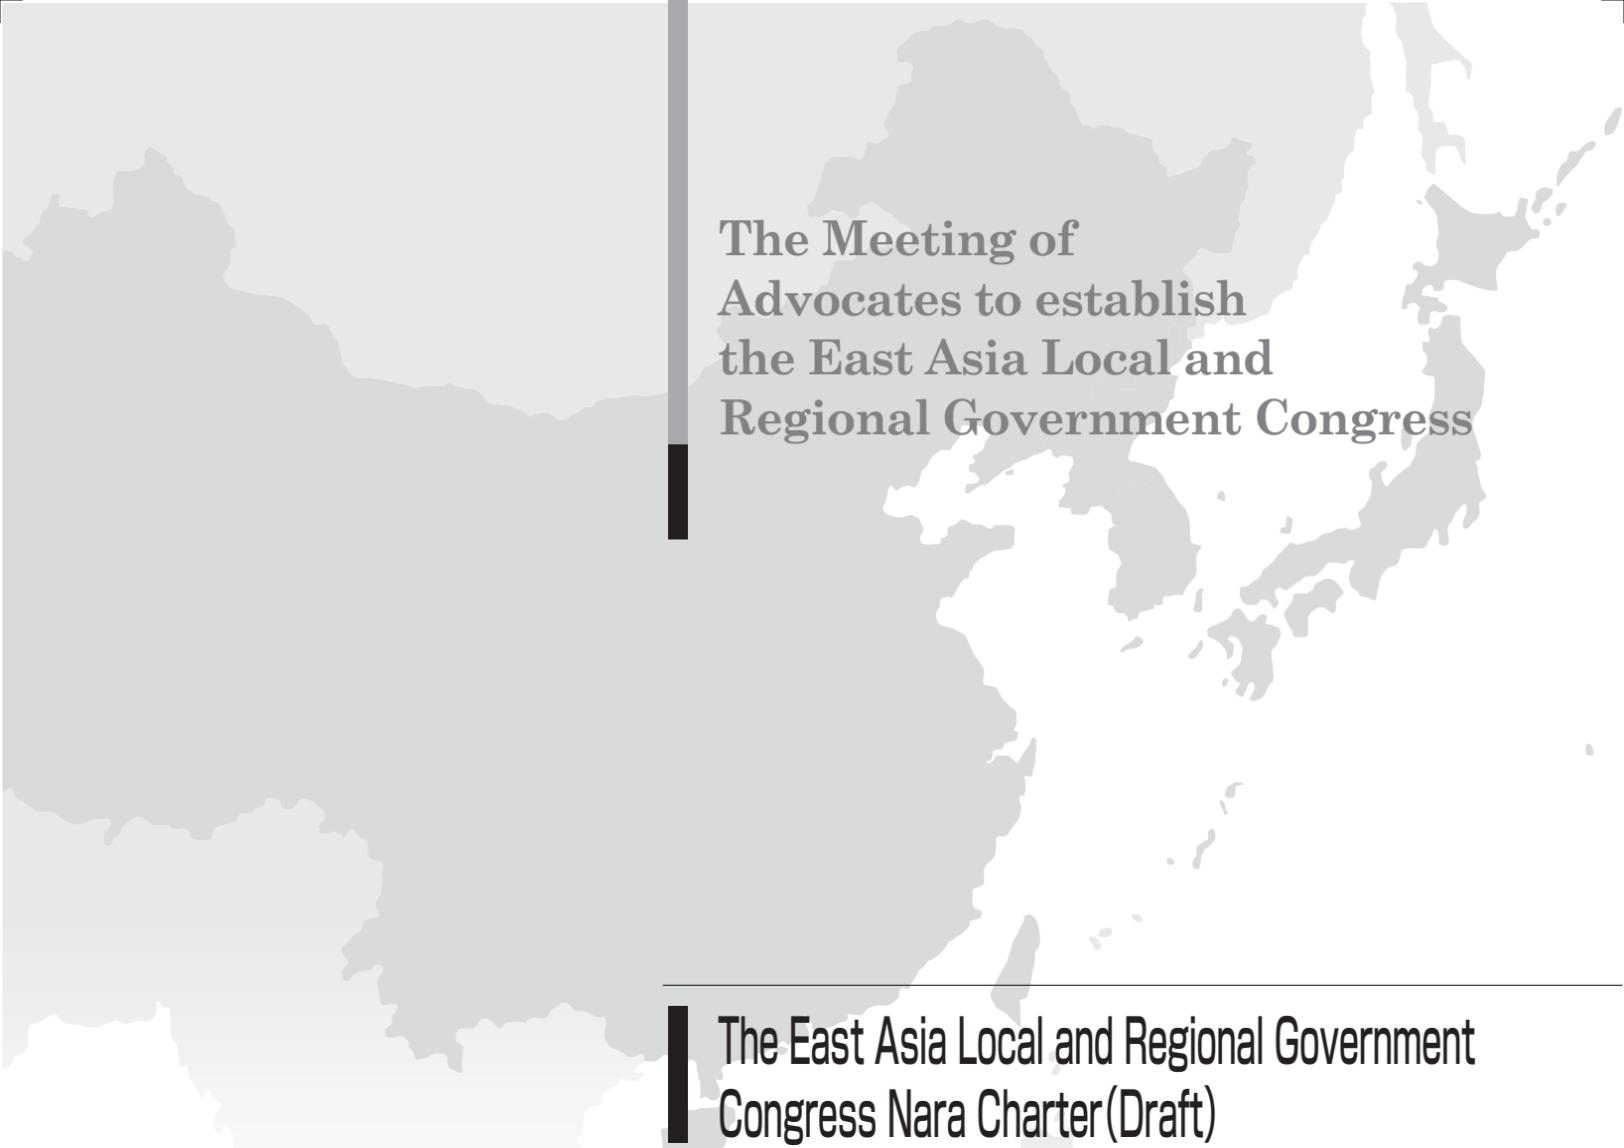 The Meeting of
Advocates to establish
the East Asia Local and
Regional Government Congress
The East Asia Local and Regional Government
Congress Nara Charter(Draft)